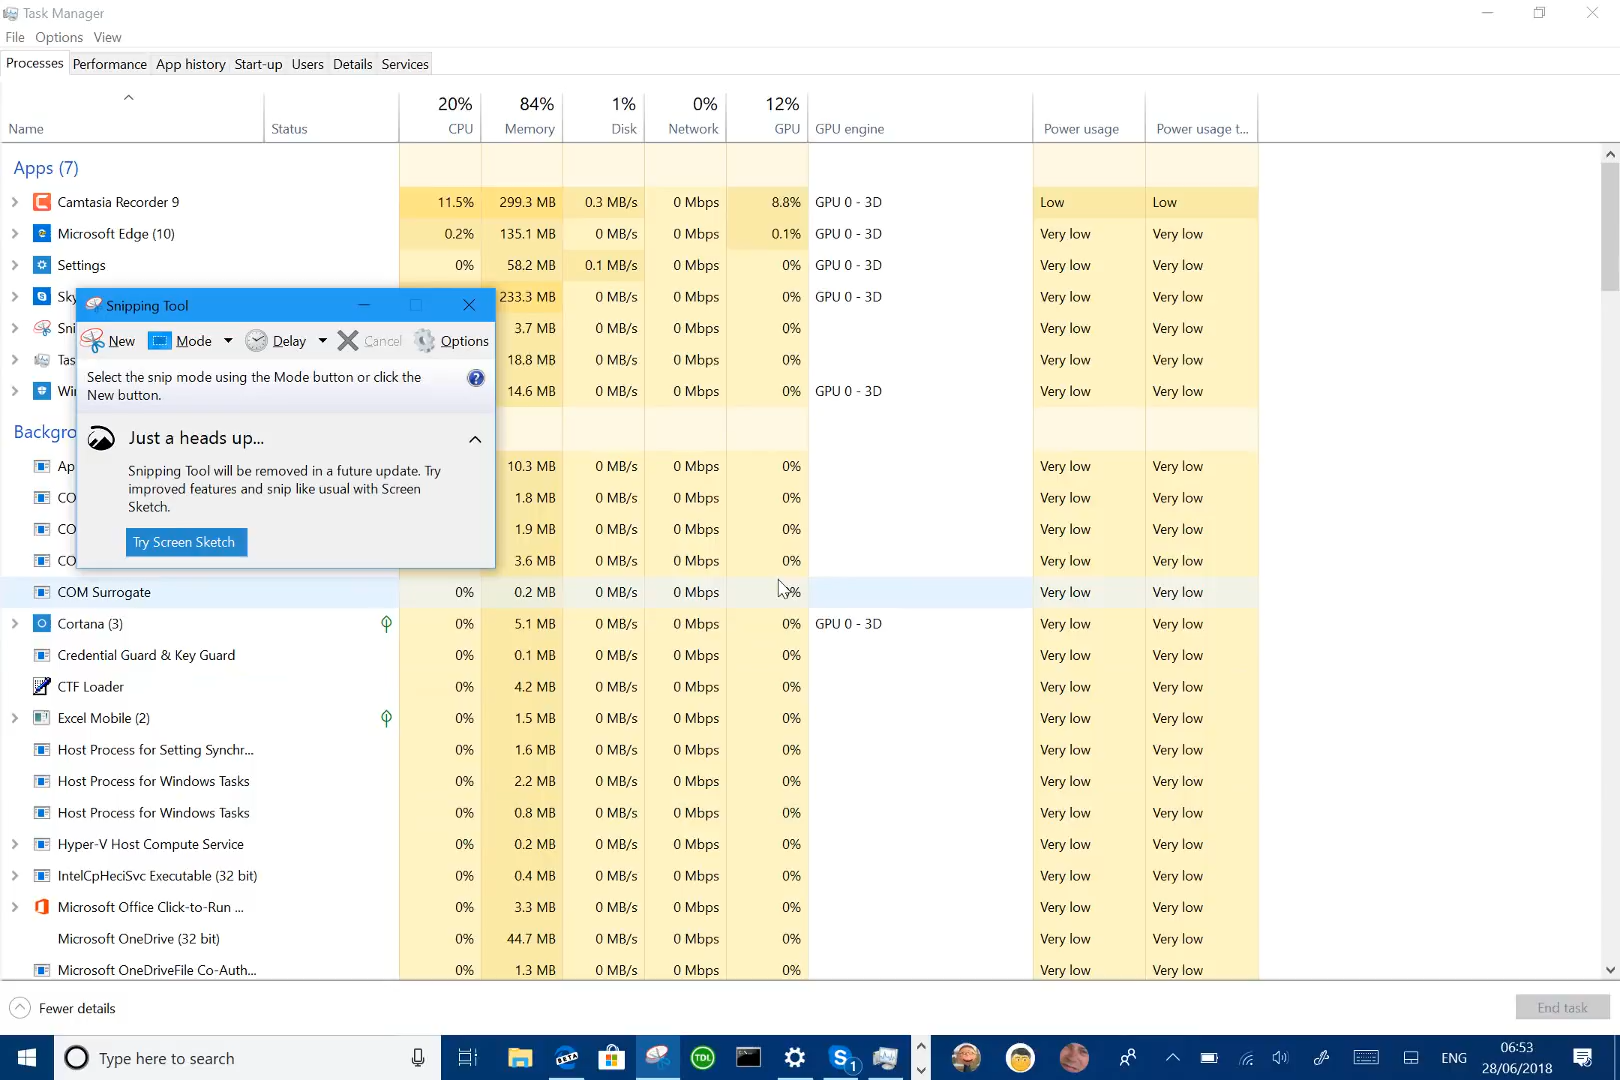 Task Manager
File Options View
Processes Performance App history Start-up Users Details Services
20% 84% 1% 0% 12%
Name Status CPU Memory Disk Network GPU GPU engine Power usage Power usage t...
Apps (7)
Camtasia Recorder 9 11.5% 299.3 MB 0.3 MB/s 0 Mbps 8.8% GPU 0 - 3D Low Low
Microsoft Edge (10) 0.2% 135.1 MB 0 MB/s 0 Mbps 0.1% GPU 0 - 3D Very low Very low
Settings 0% 58.2 MB 0.1 MB/s 0 Mbps 0% GPU 0 - 3D Very low Very low
Sky 233.3 MB 0 MB/s 0 Mbps 0% GPU 0 - 3D Very low Very low
Sni 3.7 MB 0 MB/s 0 Mbps 0% Very low Very low
Tas 18.8 MB 0 MB/s 0 Mbps 0% Very low Very low
Win 14.6 MB 0 MB/s 0 Mbps 0% GPU 0 - 3D Very low Very low
Backgro
Ap 10.3 MB 0 MB/s 0 Mbps 0% Very low Very low
CO 1.8 MB 0 MB/s 0 Mbps 0% Very low Very low
CO 1.9 MB 0 MB/s 0 Mbps 0% Very low Very low
CO 3.6 MB 0 MB/s 0 Mbps 0% Very low Very low
Snipping Tool
New Mode Delay Cancel Options
Select the snip mode using the Mode button or click the
New button.
Just a heads up...
Snipping Tool will be removed in a future update. Try
improved features and snip like usual with Screen
Sketch.
Try Screen Sketch
COM Surrogate 0% 0.2 MB 0 MB/s 0 Mbps % Very low Very low
Cortana (3) 0% 5.1 MB 0 MB/s 0 Mbps 0% GPU 0 - 3D Very low Very low
Credential Guard & Key Guard 0% 0.1 MB 0 MB/s 0 Mbps 0% Very low Very low
CTF Loader 0% 4.2 MB 0 MB/s 0 Mbps 0% Very low Very low
Excel Mobile (2) 0% 1.5 MB 0 MB/s 0 Mbps 0% Very low Very low
Host Process for Setting Synchr... 0% 1.6 MB 0 MB/s 0 Mbps 0% Very low Very low
Host Process for Windows Tasks 0% 2.2 MB 0 MB/s 0 Mbps 0% Very low Very low
Host Process for Windows Tasks 0% 0.8 MB 0 MB/s 0 Mbps 0% Very low Very low
Hyper-V Host Compute Service 0% 0.2 MB 0 MB/s 0 Mbps 0% Very low Very low
IntelCpHeciSvc Executable (32 bit) 0% 0.4 MB 0 MB/s 0 Mbps 0% Very low Very low
Microsoft Office Click-to-Run ... 0% 3.3 MB 0 MB/s 0 Mbps 0% Very low Very low
Microsoft OneDrive (32 bit) 0% 44.7 MB 0 MB/s 0 Mbps 0% Very low Very low
Microsoft OneDriveFile Co-Auth... 0% 1.3 MB 0 MB/s 0 Mbps 0% Very low Very low
Fewer details End task
Type here to search BETA TDL 1 ENG 06:53
28/06/2018